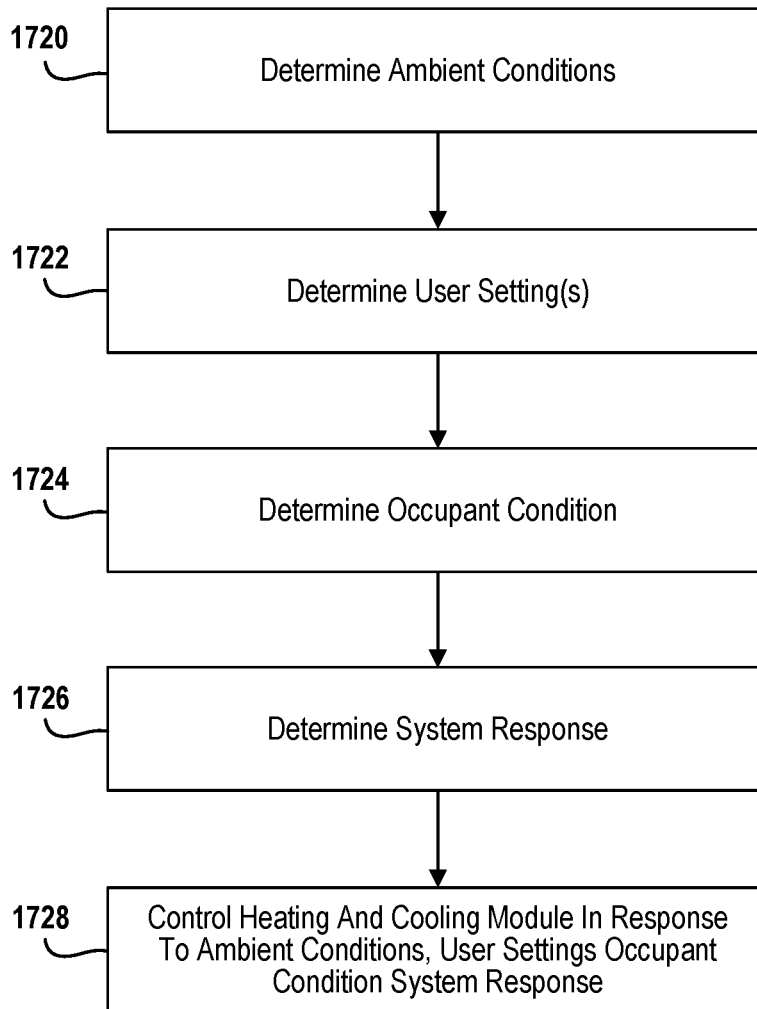 1720
Determine Ambient Conditions
1722
Determine User Setting(s)
1724
Determine Occupant Condition
1726
Determine System Response
1728
Control Heating And Cooling Module In Response
To Ambient Conditions, User Settings Occupant
Condition System Response